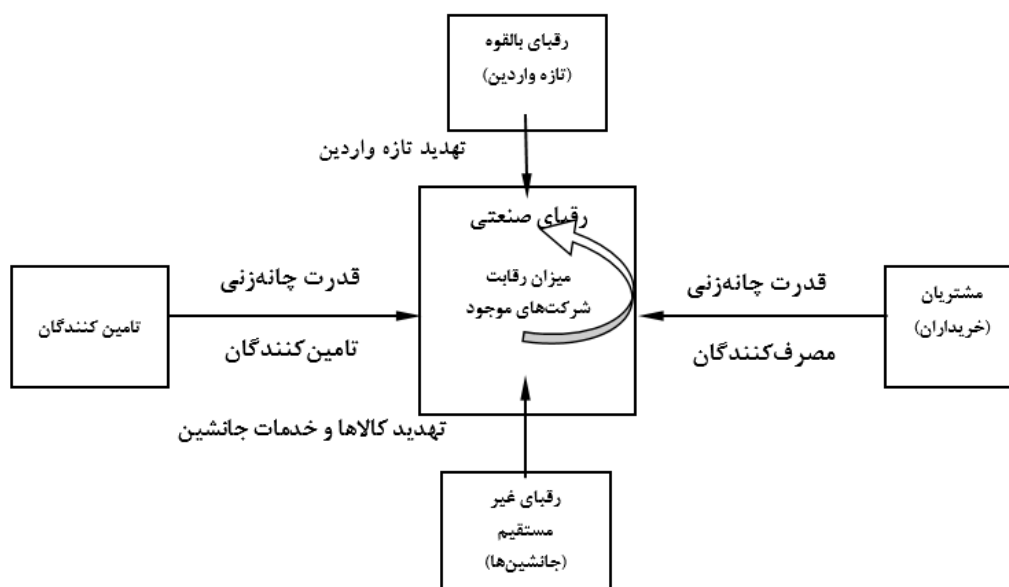 رقبای بالقوه
(تازه واردین)
تهدید تازه واردین
رقبای صنعتی
میزان رقابت
شرکت‌های موجود
مشتریان
(خریداران)
قدرت چانه‌زنی
مصرف‌کنندگان
قدرت چانه‌زنی
تامین‌کنندگان
تامین کنندگان
تهدید کالاها و خدمات جانشین
رقبای غیر
مستقیم
(جانشین‌ها)